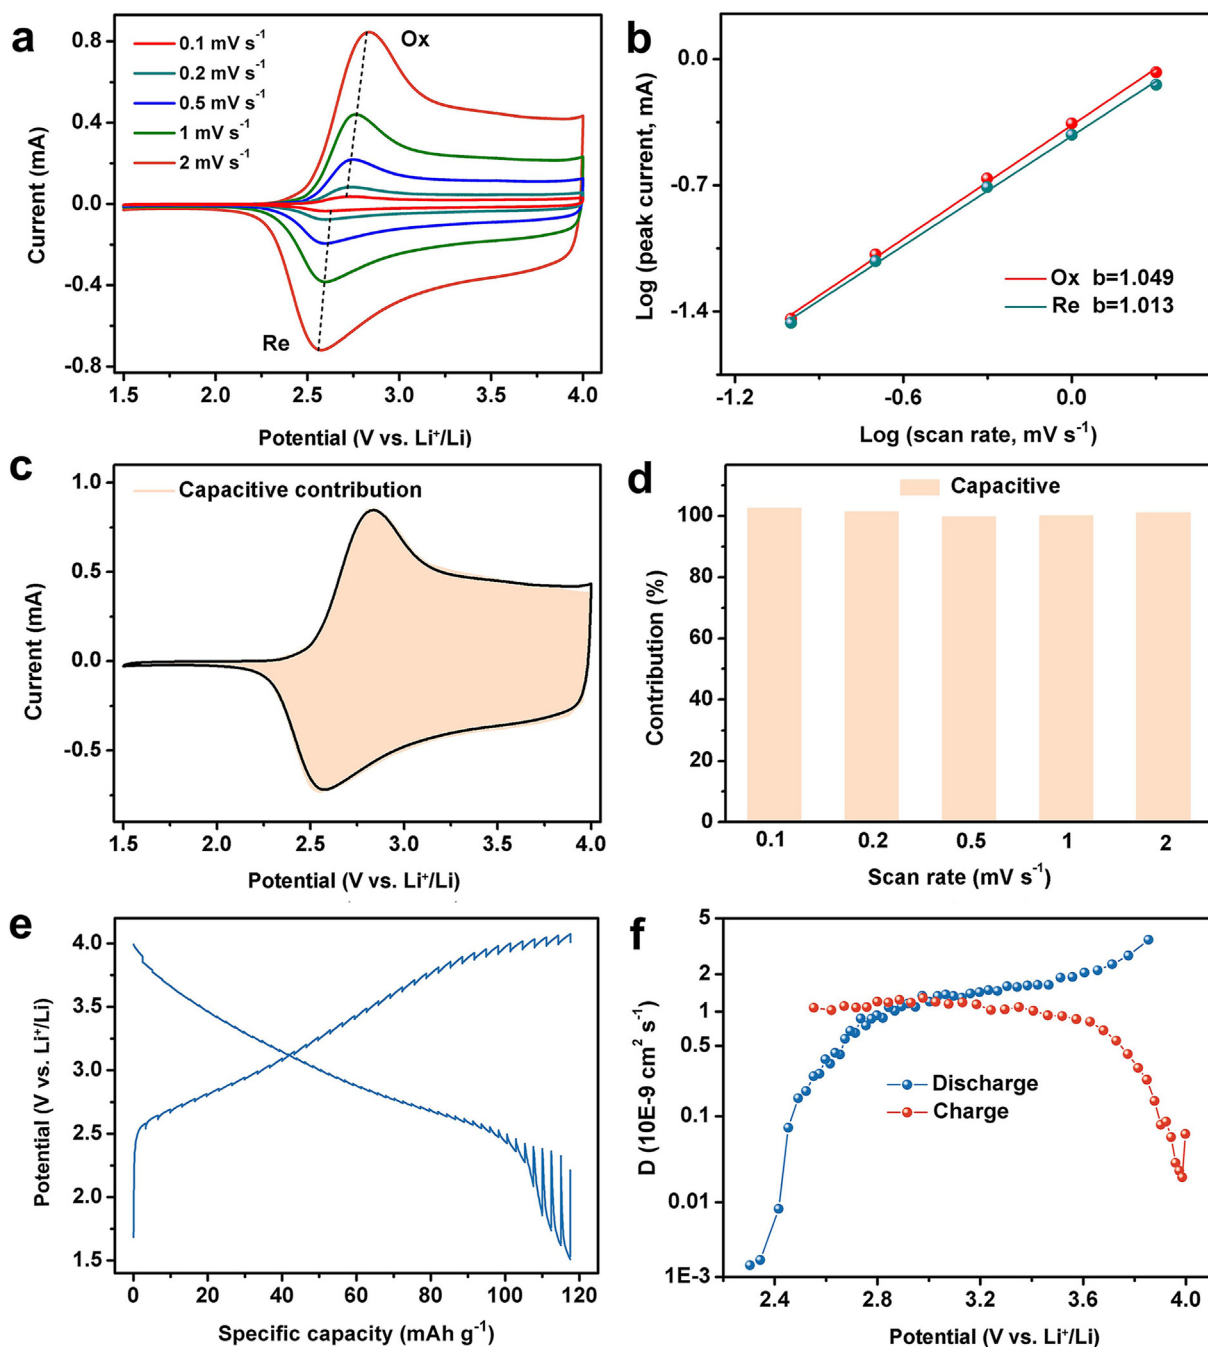 a
Current (mA)
0.8
0.4
0.0
-0.4
-0.8
0.1 mV s⁻¹
0.2 mV s⁻¹
0.5 mV s⁻¹
1 mV s⁻¹
2 mV s⁻¹
Ox
Re
1.5 2.0 2.5 3.0 3.5 4.0
Potential (V vs. Li⁺/Li)
b
Log (peak current, mA)
0.0
-0.7
-1.4
Ox b=1.049
Re b=1.013
-1.2 -0.6 0.0
Log (scan rate, mV s⁻¹)
c
Current (mA)
1.0
0.5
0.0
-0.5
Capacitive contribution
1.5 2.0 2.5 3.0 3.5 4.0
Potential (V vs. Li⁺/Li)
d
Contribution (%)
100
80
60
40
20
0
Capacitive
0.1 0.2 0.5 1 2
Scan rate (mV s⁻¹)
e
Potential (V vs. Li⁺/Li)
4.0
3.5
3.0
2.5
2.0
1.5
0 20 40 60 80 100 120
Specific capacity (mAh g⁻¹)
f
D (10E-9 cm² s⁻¹)
5
2
1
0.5
0.1
0.01
1E-3
Discharge
Charge
2.4 2.8 3.2 3.6 4.0
Potential (V vs. Li⁺/Li)